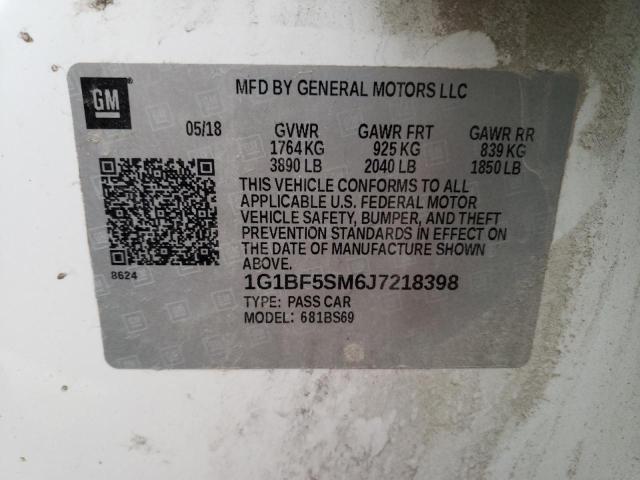 GM
MFD BY GENERAL MOTORS LLC
05/18 GVWR GAWR FRT GAWR RR
1764 KG 925 KG 839 KG
3890 LB 2040 LB 1850 LB
THIS VEHICLE CONFORMS TO ALL
APPLICABLE U.S. FEDERAL MOTOR
VEHICLE SAFETY, BUMPER, AND THEFT
PREVENTION STANDARDS IN EFFECT ON
THE DATE OF MANUFACTURE SHOWN
ABOVE.
8624
1G1BF5SM6J7218398
TYPE: PASS CAR
MODEL: 681BS69